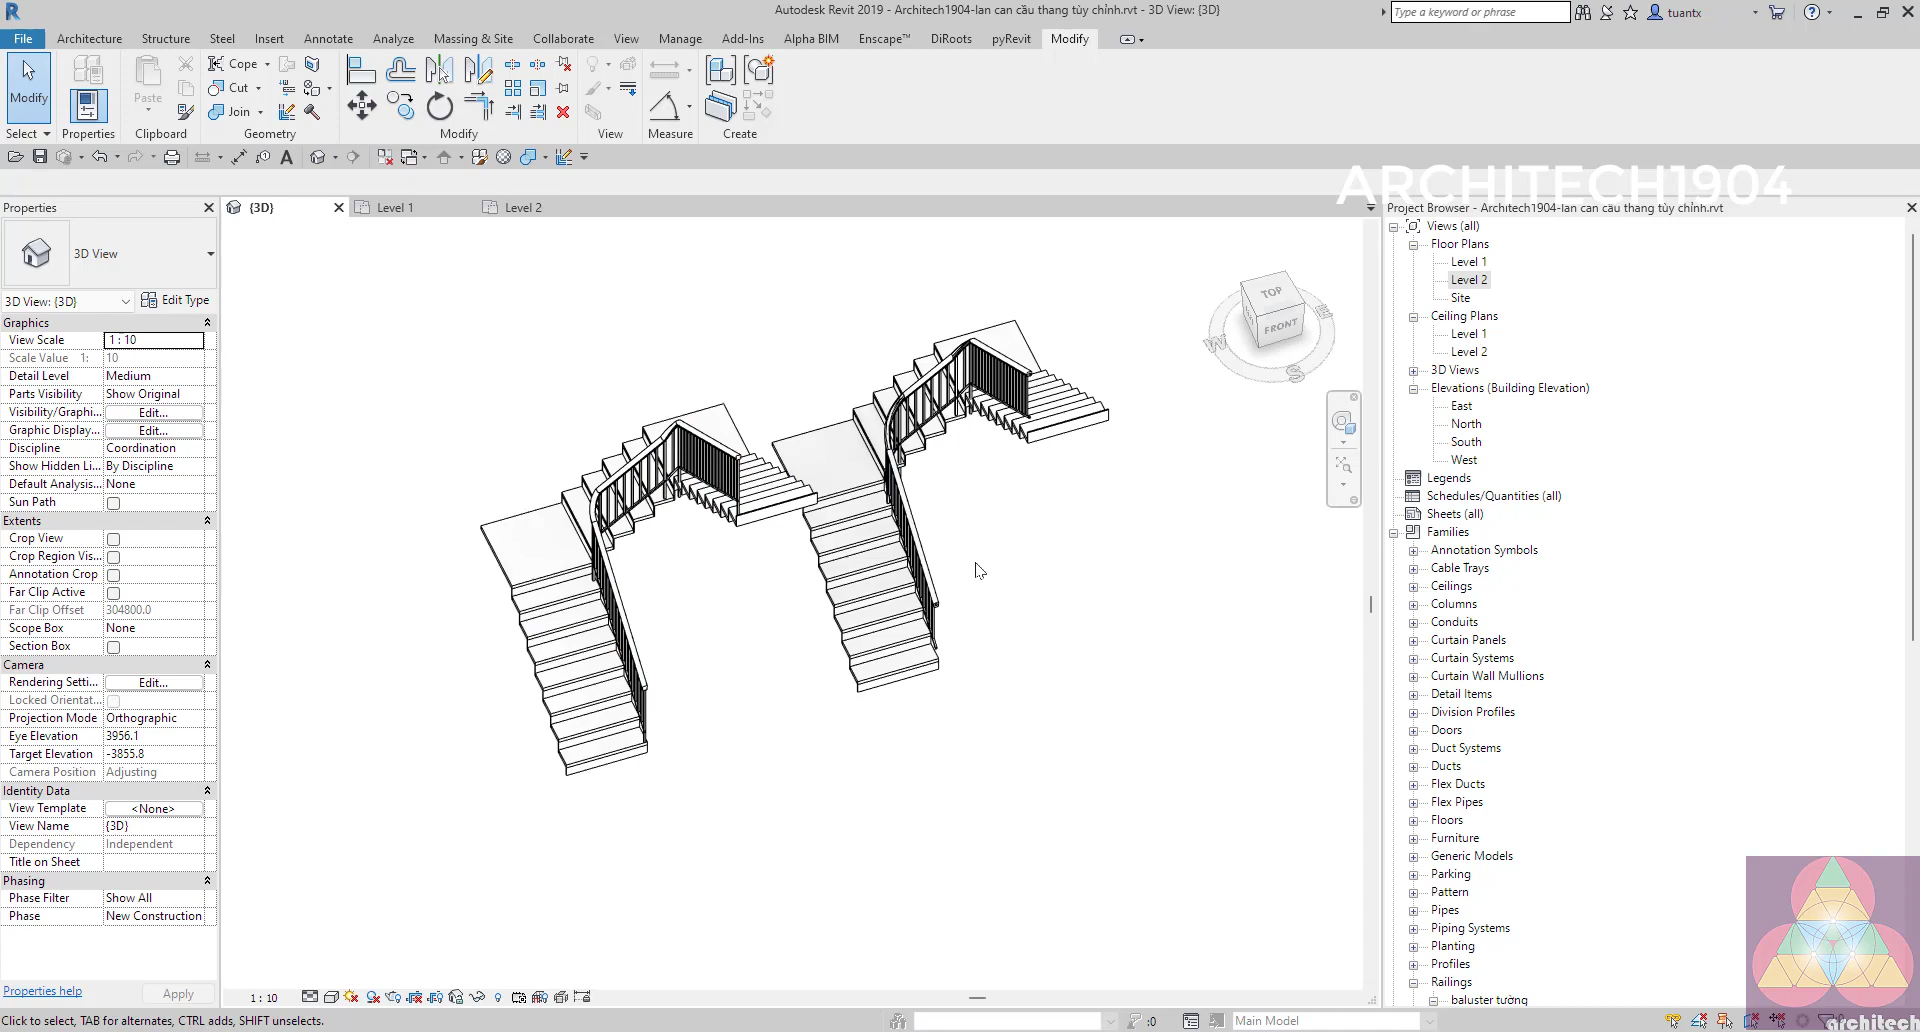 Autodesk Revit 2019 - Architech1904-lan can cầu thang tùy chỉnh.rvt - 3D View: {3D}
Type a keyword or phrase
tuantx
File Architecture Structure Steel Insert Annotate Analyze Massing & Site Collaborate View Manage Add-Ins Alpha BIM Enscape™ DiRoots pyRevit Modify
Modify
Paste
Cope
Cut
Join
Select Properties Clipboard Geometry Modify View Measure Create
ARCHITECH1904
Properties
{3D} Level 1 Level 2
Project Browser - Architech1904-lan can cầu thang tùy chỉnh.rvt
3D View
3D View: {3D} Edit Type
Graphics
View Scale 1 : 10
Scale Value 1: 10
Detail Level Medium
Parts Visibility Show Original
Visibility/Graphi... Edit...
Graphic Display... Edit...
Discipline Coordination
Show Hidden Li... By Discipline
Default Analysis... None
Sun Path
Extents
Crop View
Crop Region Vis...
Annotation Crop
Far Clip Active
Far Clip Offset 304800.0
Scope Box None
Section Box
Camera
Rendering Setti... Edit...
Locked Orientat...
Projection Mode Orthographic
Eye Elevation 3956.1
Target Elevation -3855.8
Camera Position Adjusting
Identity Data
View Template <None>
View Name {3D}
Dependency Independent
Title on Sheet
Phasing
Phase Filter Show All
Phase New Construction
Properties help Apply
TOP
FRONT
W
S
E
Views (all)
Floor Plans
Level 1
Level 2
Site
Ceiling Plans
Level 1
Level 2
3D Views
Elevations (Building Elevation)
East
North
South
West
Legends
Schedules/Quantities (all)
Sheets (all)
Families
Annotation Symbols
Cable Trays
Ceilings
Columns
Conduits
Curtain Panels
Curtain Systems
Curtain Wall Mullions
Detail Items
Division Profiles
Doors
Duct Systems
Ducts
Flex Ducts
Flex Pipes
Floors
Furniture
Generic Models
Parking
Pattern
Pipes
Piping Systems
Planting
Profiles
Railings
baluster tường
1 : 10
Click to select, TAB for alternates, CTRL adds, SHIFT unselects.
:0
Main Model
architech